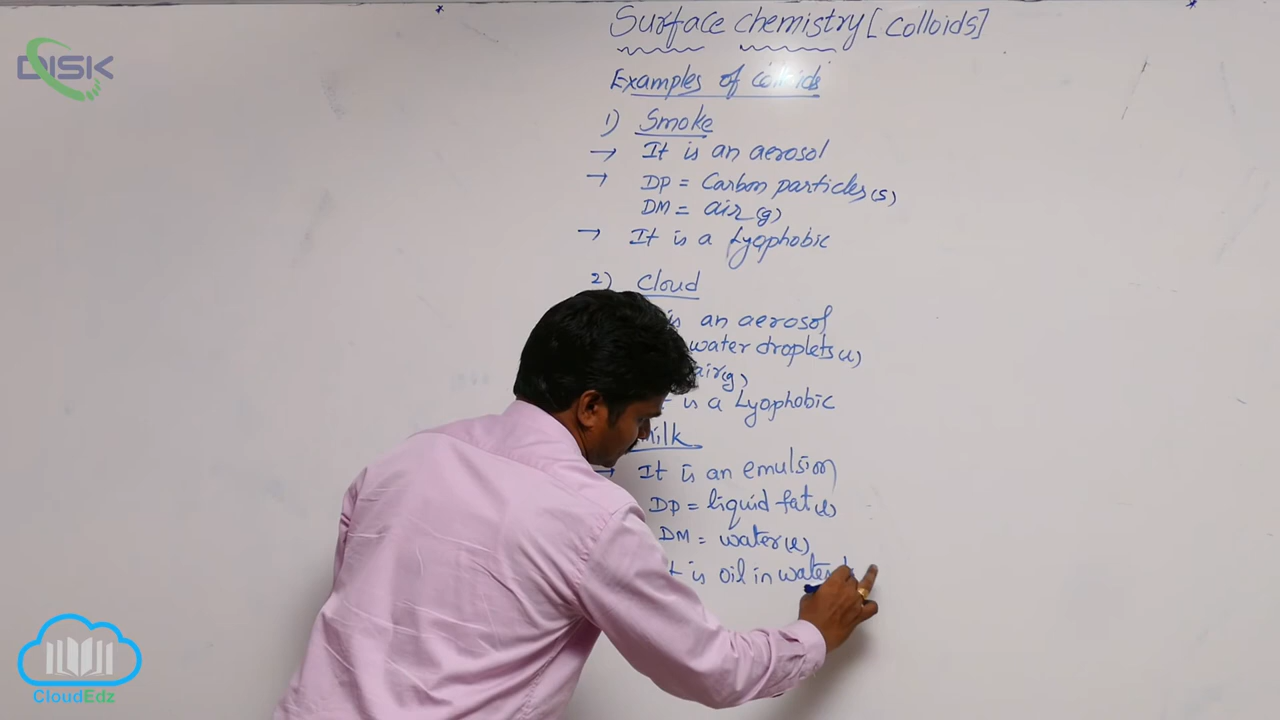 DISK
Surface chemistry [Colloids]
Examples of colloids
1) Smoke
→ It is an aerosol
→ DP = Carbon particles(s)
DM = air(g)
→ It is a Lyophobic
2) Cloud
is an aerosol
water droplets(l)
air(g)
is a Lyophobic
Milk
→ It is an emulsion
DP = liquid fat(l)
DM = water(l)
is oil in water
CloudEdz